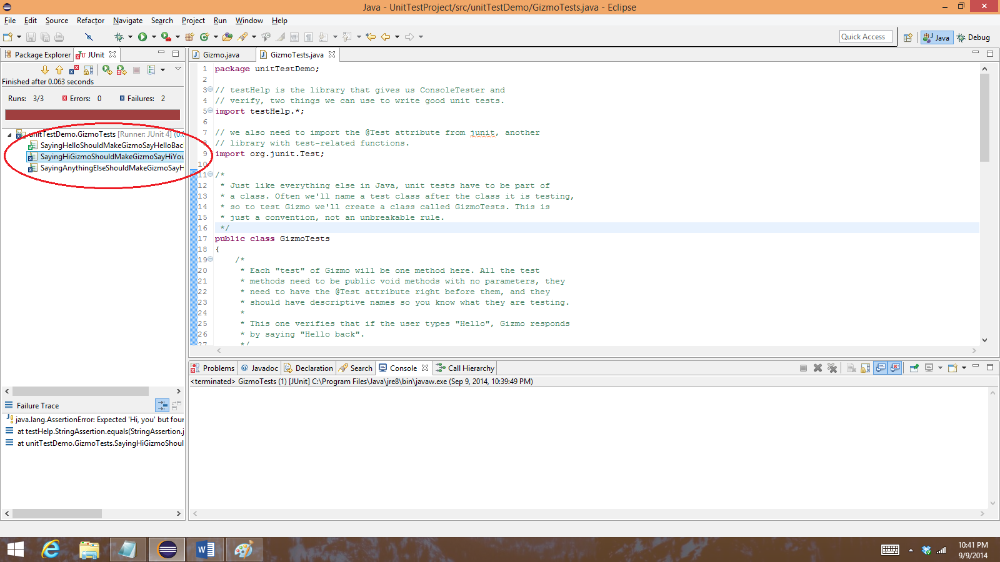 Java - UnitTestProject/src/unitTestDemo/GizmoTests.java - Eclipse
File Edit Source Refactor Navigate Search Project Run Window Help
Quick Access Java Debug
Package Explorer JUnit
Finished after 0.063 seconds
Runs: 3/3 Errors: 0 Failures: 2
unitTestDemo.GizmoTests [Runner: JUnit 4] (0.0
SayingHelloShouldMakeGizmoSayHelloBac
SayingHiGizmoShouldMakeGizmoSayHiYou
SayingAnythingElseShouldMakeGizmoSayH
Failure Trace
java.lang.AssertionError: Expected 'Hi, you' but four
at testHelp.StringAssertion.equals(StringAssertion.j
at unitTestDemo.GizmoTests.SayingHiGizmoShoul
Gizmo.java GizmoTests.java
1 package unitTestDemo;
2
3 // testHelp is the library that gives us ConsoleTester and
4 // verify, two things we can use to write good unit tests.
5 import testHelp.*;
6
7 // we also need to import the @Test attribute from junit, another
8 // library with test-related functions.
9 import org.junit.Test;
10
11 /*
12 * Just like everything else in Java, unit tests have to be part of
13 * a class. Often we'll name a test class after the class it is testing,
14 * so to test Gizmo we'll create a class called GizmoTests. This is
15 * just a convention, not an unbreakable rule.
16 */
17 public class GizmoTests
18 {
19 /*
20 * Each "test" of Gizmo will be one method here. All the test
21 * methods need to be public void methods with no parameters, they
22 * need to have the @Test attribute right before them, and they
23 * should have descriptive names so you know what they are testing.
24 *
25 * This one verifies that if the user types "Hello", Gizmo responds
26 * by saying "Hello back".
27 */
Problems Javadoc Declaration Search Console Call Hierarchy
<terminated> GizmoTests (1) [JUnit] C:\Program Files\Java\jre8\bin\javaw.exe (Sep 9, 2014, 10:39:49 PM)
10:41 PM
9/9/2014